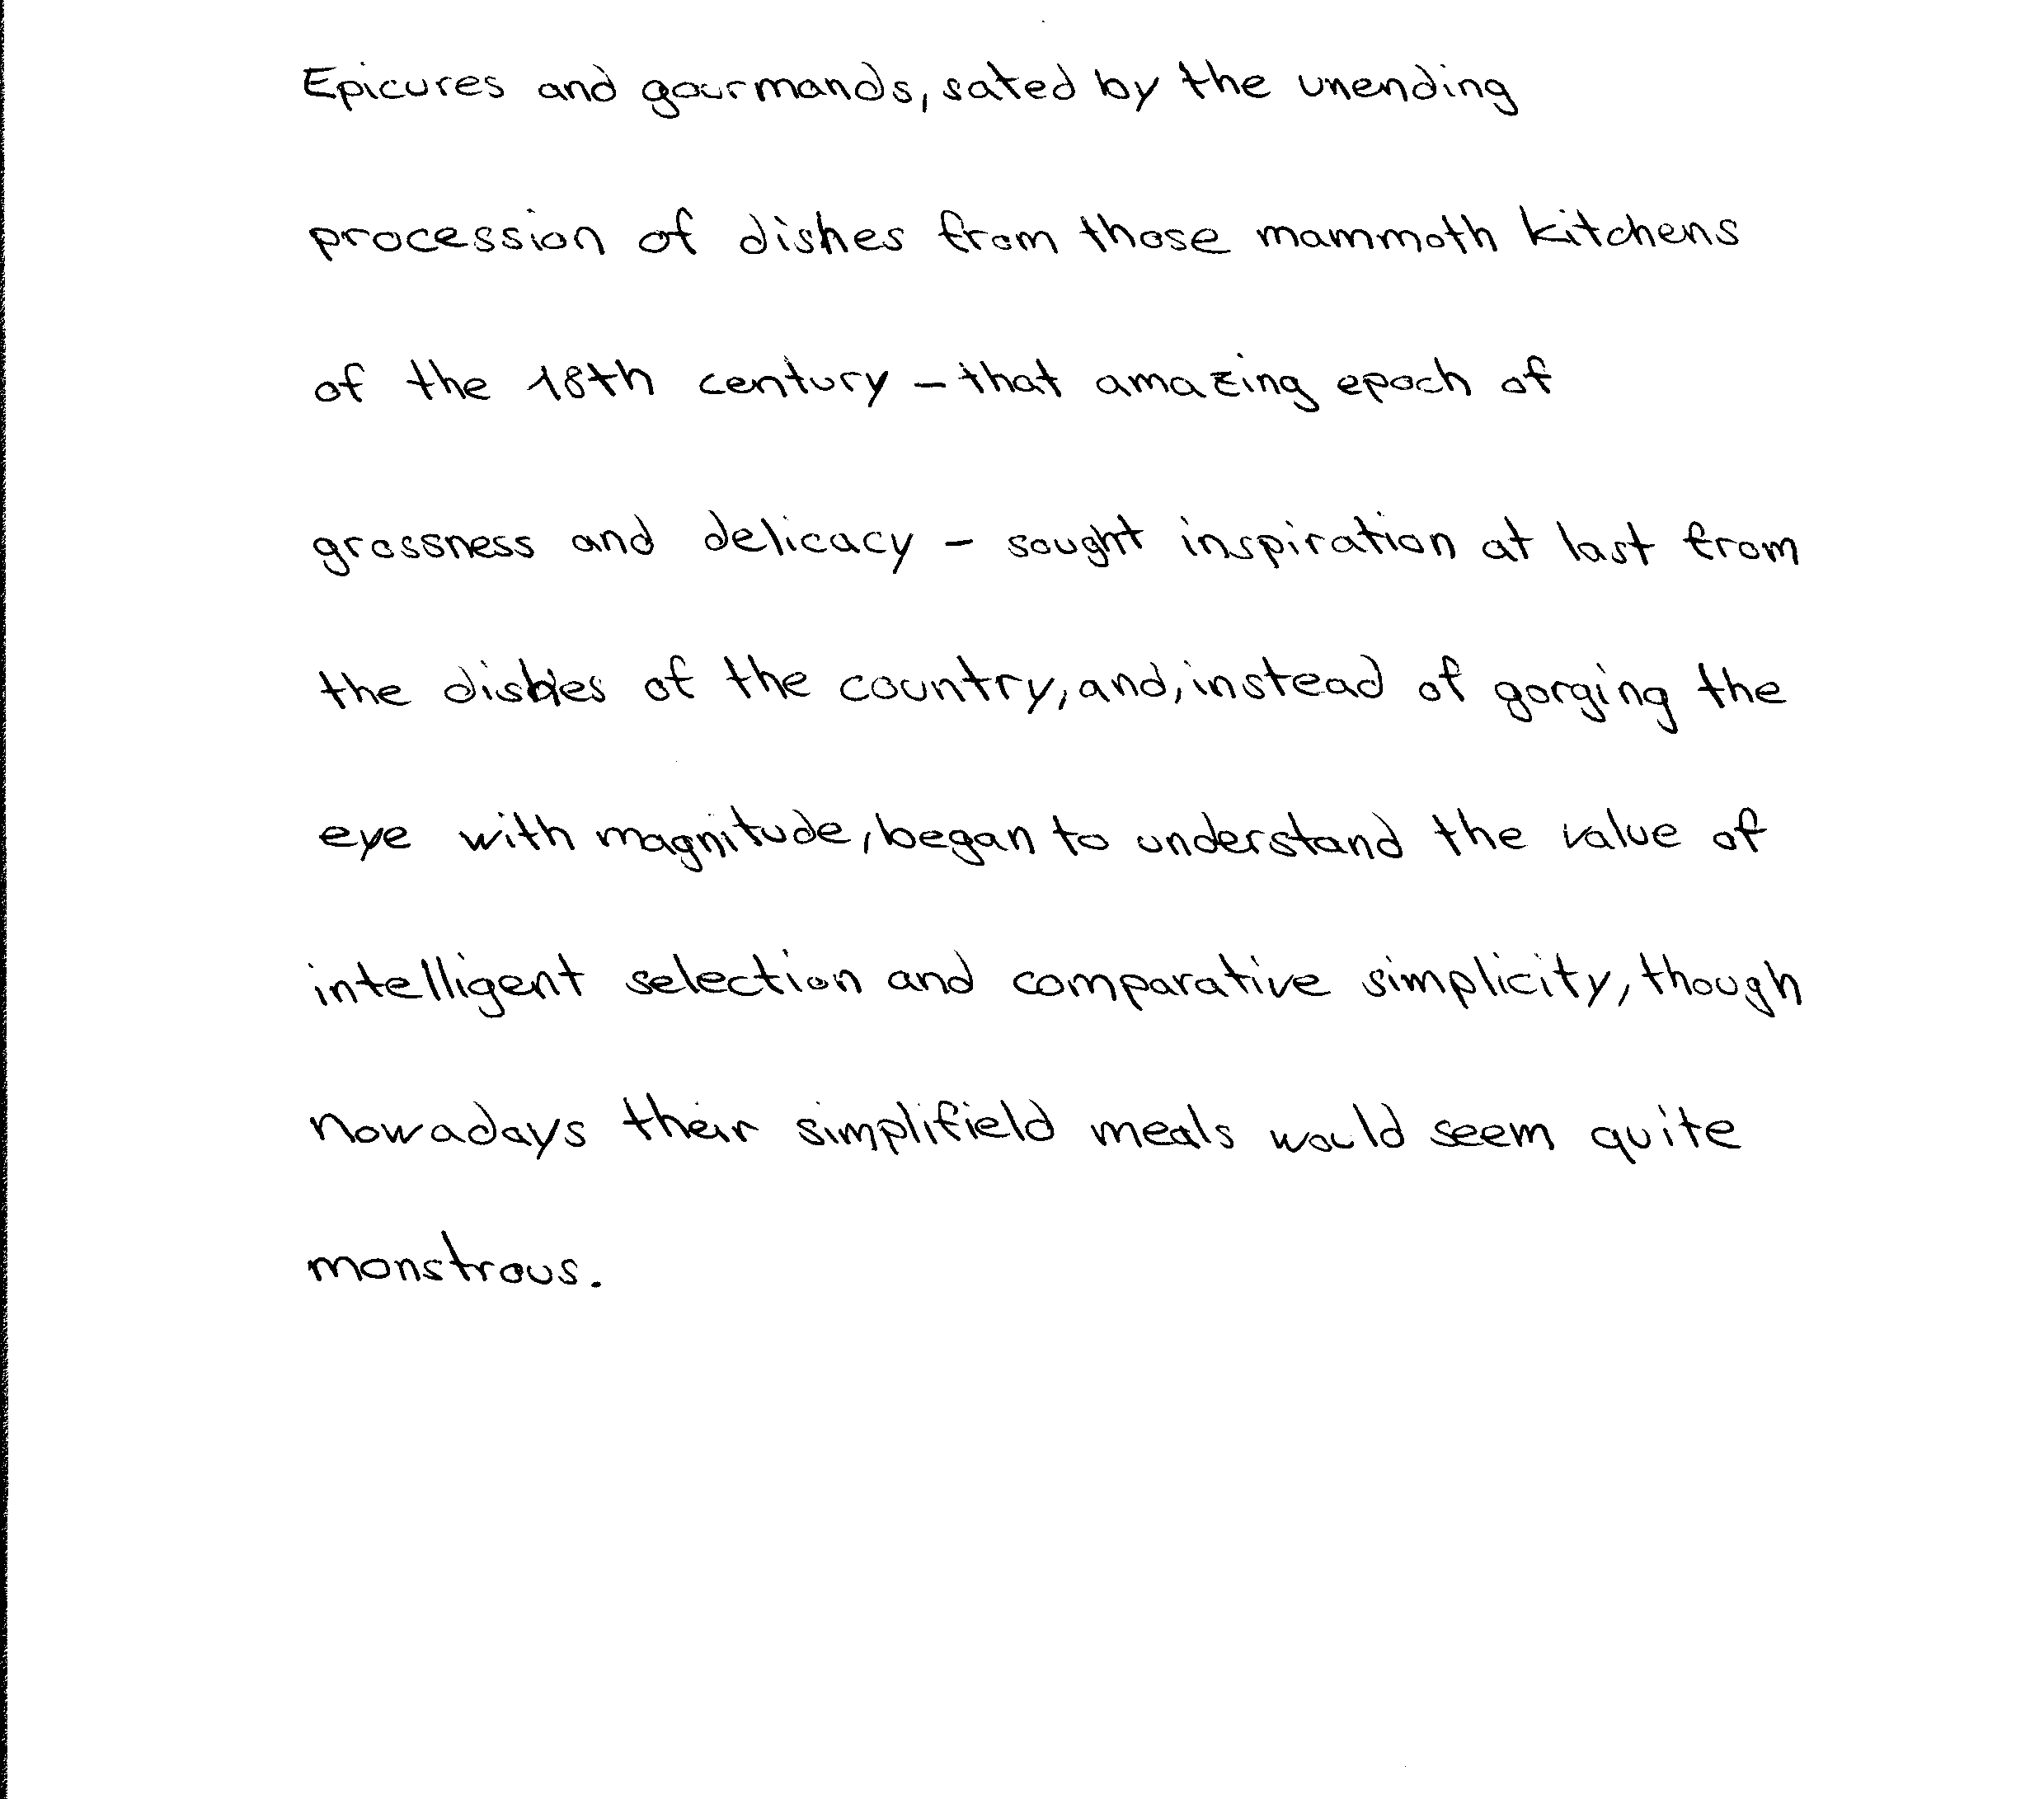 Epicures and gourmands, sated by the unending
procession of dishes from those mammoth kitchens
of the 18th century - that amazing epoch of
grossness and delicacy - sought inspiration at last from
the dishes of the country, and, instead of gorging the
eye with magnitude, began to understand the value of
intelligent selection and comparative simplicity, though
nowadays their simplifield meals would seem quite
monstrous.